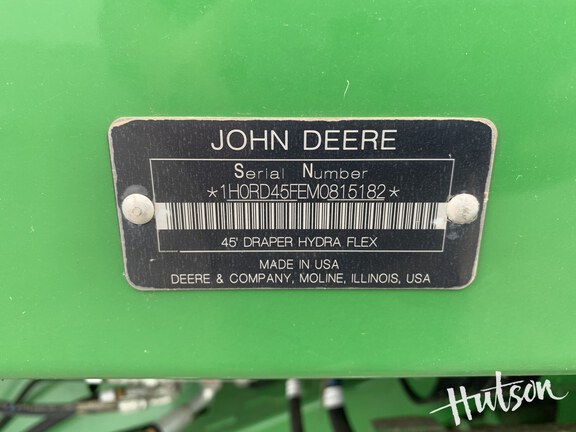 JOHN DEERE
Serial Number
*1H0RD45FEM0815182*
45' DRAPER HYDRA FLEX
MADE IN USA
DEERE & COMPANY, MOLINE, ILLINOIS, USA
Hutson